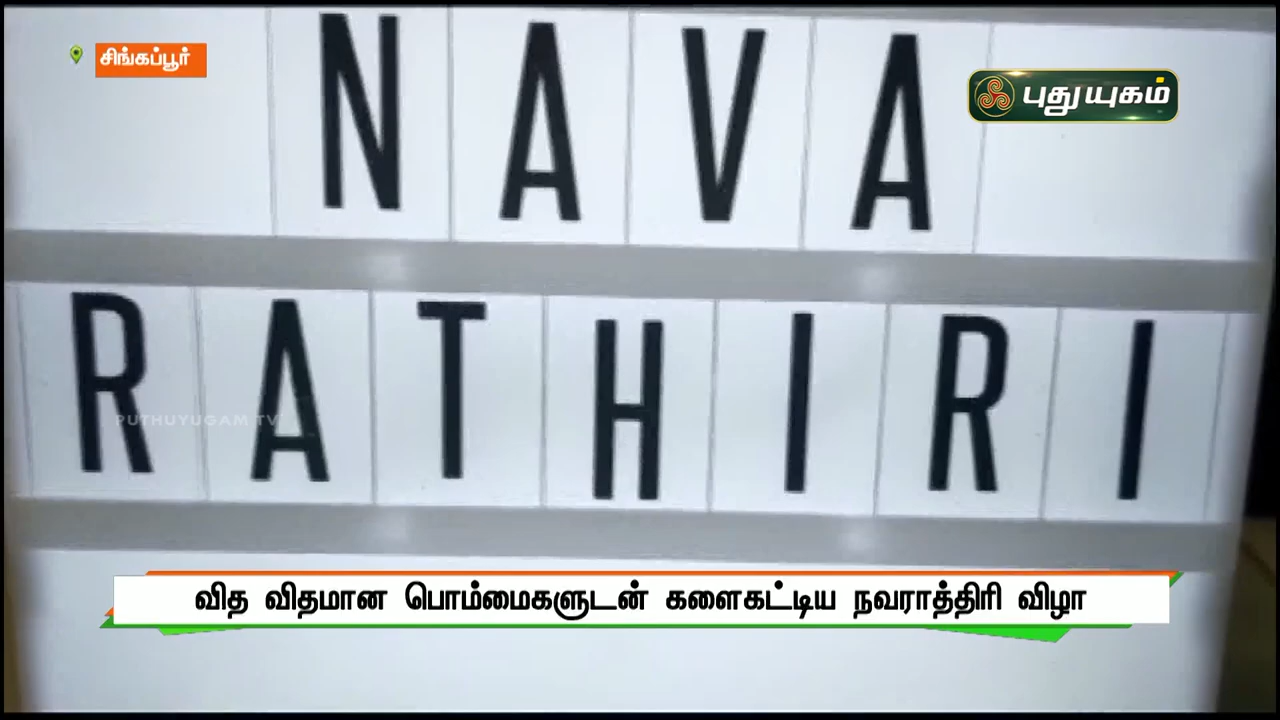 சிங்கப்பூர்
புதுயுகம்
NAVA
RATHIRI
PUTHUYUGAM TV
வித விதமான பொம்மைகளுடன் களைகட்டிய நவராத்திரி விழா